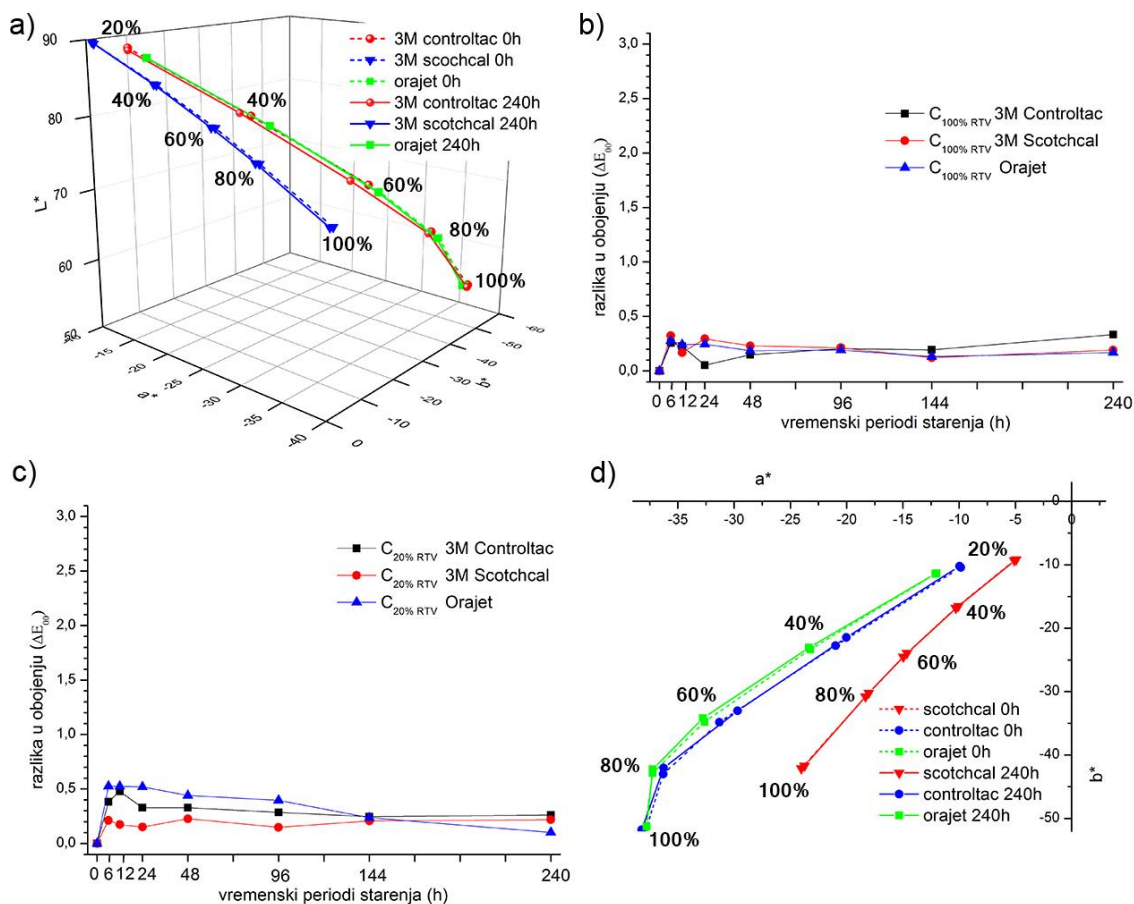 a)
90
80
70
60
50
L*
20%
40%
60%
80%
100%
40%
60%
80%
100%
3M controltac 0h
3M scochcal 0h
orajet 0h
3M controltac 240h
3M scotchcal 240h
orajet 240h
-15
-20
-25
-30
-35
-40
a*
0
-10
-20
-30
-40
-50
-60
b*
b)
3,0
2,5
2,0
1,5
1,0
0,5
0,0
razlika u obojenju (ΔE00)
C100% RTV 3M Controltac
C100% RTV 3M Scotchcal
C100% RTV Orajet
0 6 12 24 48 96 144 240
vremenski periodi starenja (h)
c)
3,0
2,5
2,0
1,5
1,0
0,5
0,0
razlika u obojenju (ΔE00)
C20% RTV 3M Controltac
C20% RTV 3M Scotchcal
C20% RTV Orajet
0 6 12 24 48 96 144 240
vremenski periodi starenja (h)
d)
a*
-35 -30 -25 -20 -15 -10 -5 0
0
-10
-20
-30
-40
-50
b*
20%
40%
40%
60%
60%
80%
80%
100%
100%
scotchcal 0h
controltac 0h
orajet 0h
scotchcal 240h
controltac 240h
orajet 240h